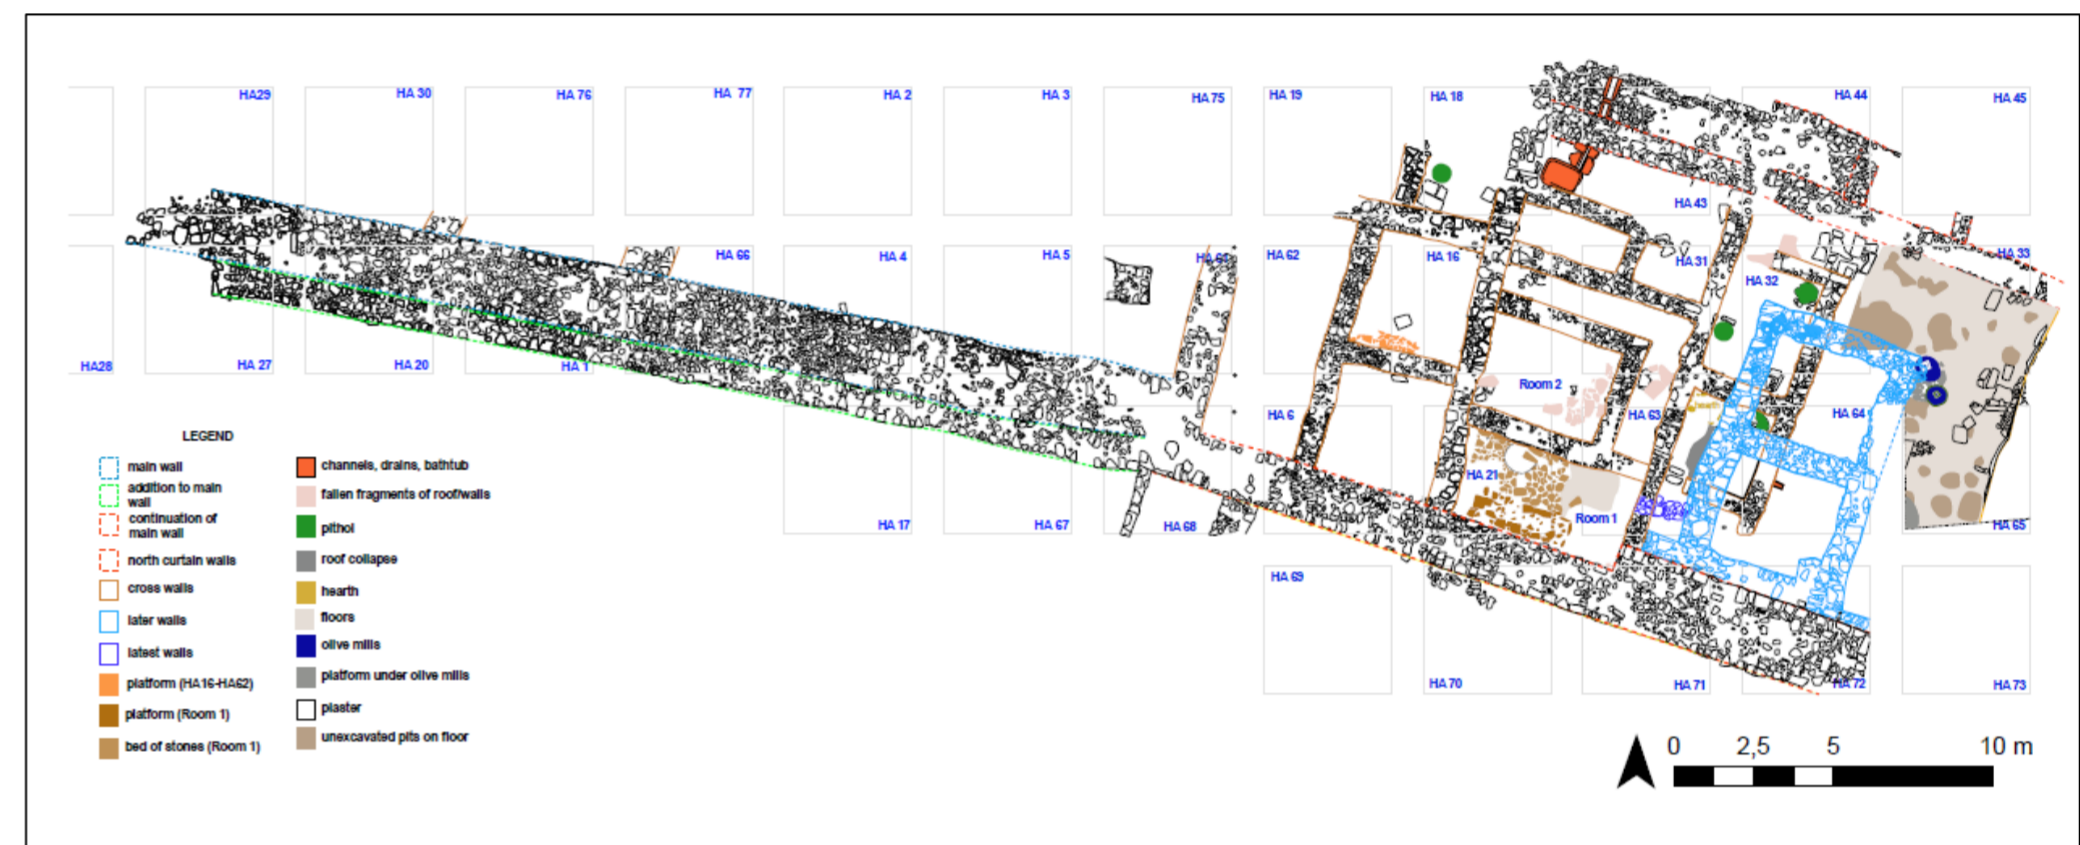 HA29
HA 30
HA 76
HA 77
HA 2
HA 3
HA 75
HA 19
HA 18
HA 44
HA 45
HA 43
HA 66
HA 4
HA 5
HA 61
HA 62
HA 16
HA 31
HA 32
HA 33
HA28
HA 27
HA 20
HA 1
Room 2
HA 6
HA 63
hearth
HA 64
HA 21
Room 1
HA 17
HA 67
HA 68
HA 65
HA 69
HA 70
HA 71
HA 72
HA 73
LEGEND
main wall
addition to main
wall
continuation of
main wall
north curtain walls
cross walls
later walls
latest walls
platform (HA16-HA62)
platform (Room 1)
bed of stones (Room 1)
channels, drains, bathtub
fallen fragments of roof/walls
pithoi
roof collapse
hearth
floors
olive mills
platform under olive mills
plaster
unexcavated pits on floor
0 2,5 5 10 m